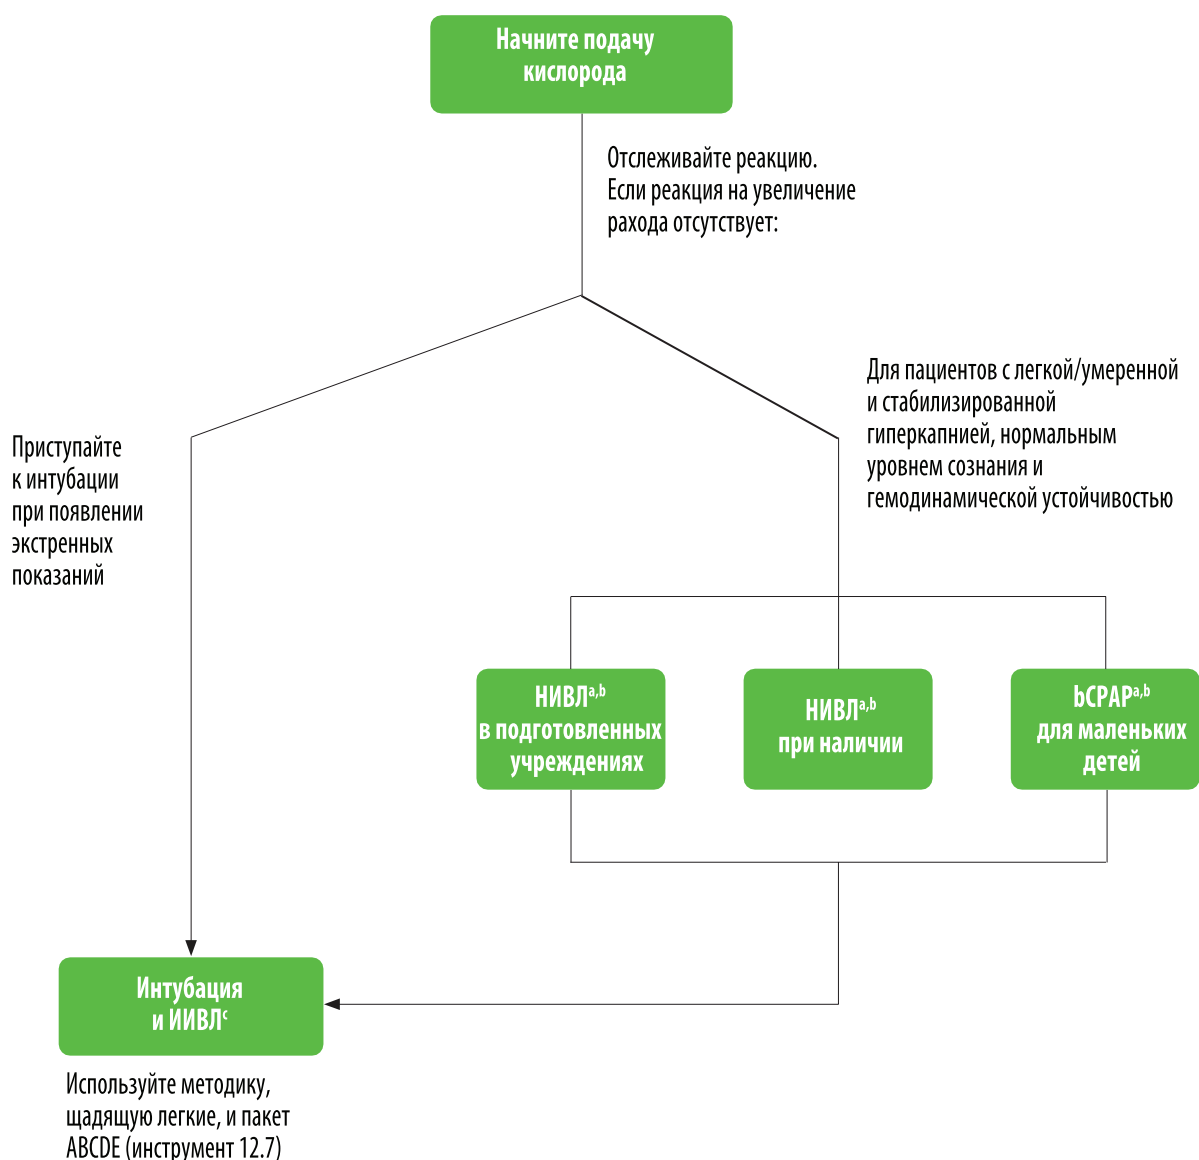 Начните подачу
кислорода
Отслеживайте реакцию.
Если реакция на увеличение
рахода отсутствует:
Для пациентов с легкой/умеренной
и стабилизированной
гиперкапнией, нормальным
уровнем сознания и
гемодинамической устойчивостью
Приступайте
к интубации
при появлении
экстренных
показаний
НИВЛa,b
в подготовленных
учреждениях
НИВЛa,b
при наличии
bCPAPa,b
для маленьких
детей
Интубация
и ИИВЛc
Используйте методику,
щадящую легкие, и пакет
ABCDE (инструмент 12.7)